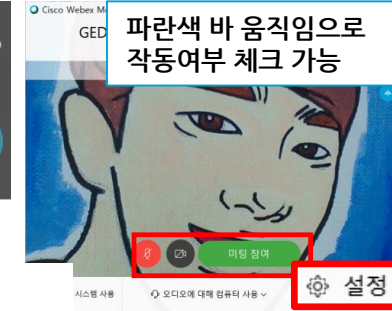 Cisco Webex M
GED
파란색 바 움직임으로
작동여부 체크 가능
미팅 참여
시스템 사용
오디오에 대해 컴퓨터 사용
설정